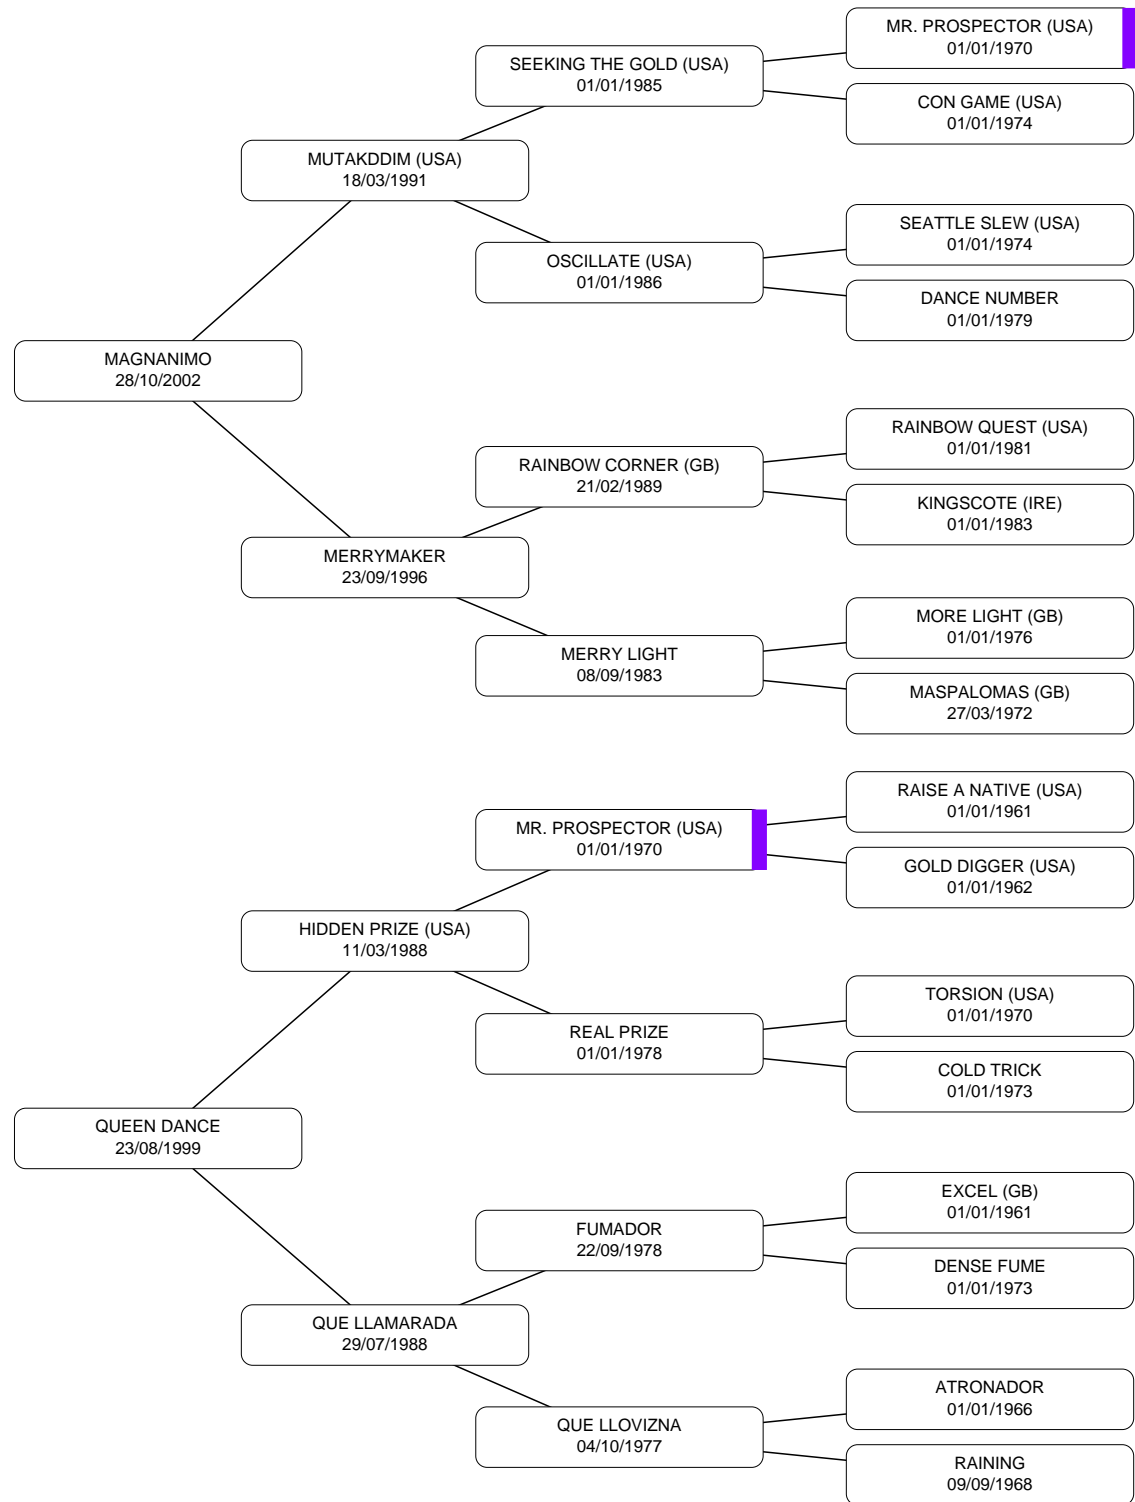 MR. PROSPECTOR (USA)
01/01/1970
SEEKING THE GOLD (USA)
01/01/1985
CON GAME (USA)
01/01/1974
MUTAKDDIM (USA)
18/03/1991
SEATTLE SLEW (USA)
01/01/1974
OSCILLATE (USA)
01/01/1986
DANCE NUMBER
01/01/1979
MAGNANIMO
28/10/2002
RAINBOW QUEST (USA)
01/01/1981
RAINBOW CORNER (GB)
21/02/1989
KINGSCOTE (IRE)
01/01/1983
MERRYMAKER
23/09/1996
MORE LIGHT (GB)
01/01/1976
MERRY LIGHT
08/09/1983
MASPALOMAS (GB)
27/03/1972
RAISE A NATIVE (USA)
01/01/1961
MR. PROSPECTOR (USA)
01/01/1970
GOLD DIGGER (USA)
01/01/1962
HIDDEN PRIZE (USA)
11/03/1988
TORSION (USA)
01/01/1970
REAL PRIZE
01/01/1978
COLD TRICK
01/01/1973
QUEEN DANCE
23/08/1999
EXCEL (GB)
01/01/1961
FUMADOR
22/09/1978
DENSE FUME
01/01/1973
QUE LLAMARADA
29/07/1988
ATRONADOR
01/01/1966
QUE LLOVIZNA
04/10/1977
RAINING
09/09/1968